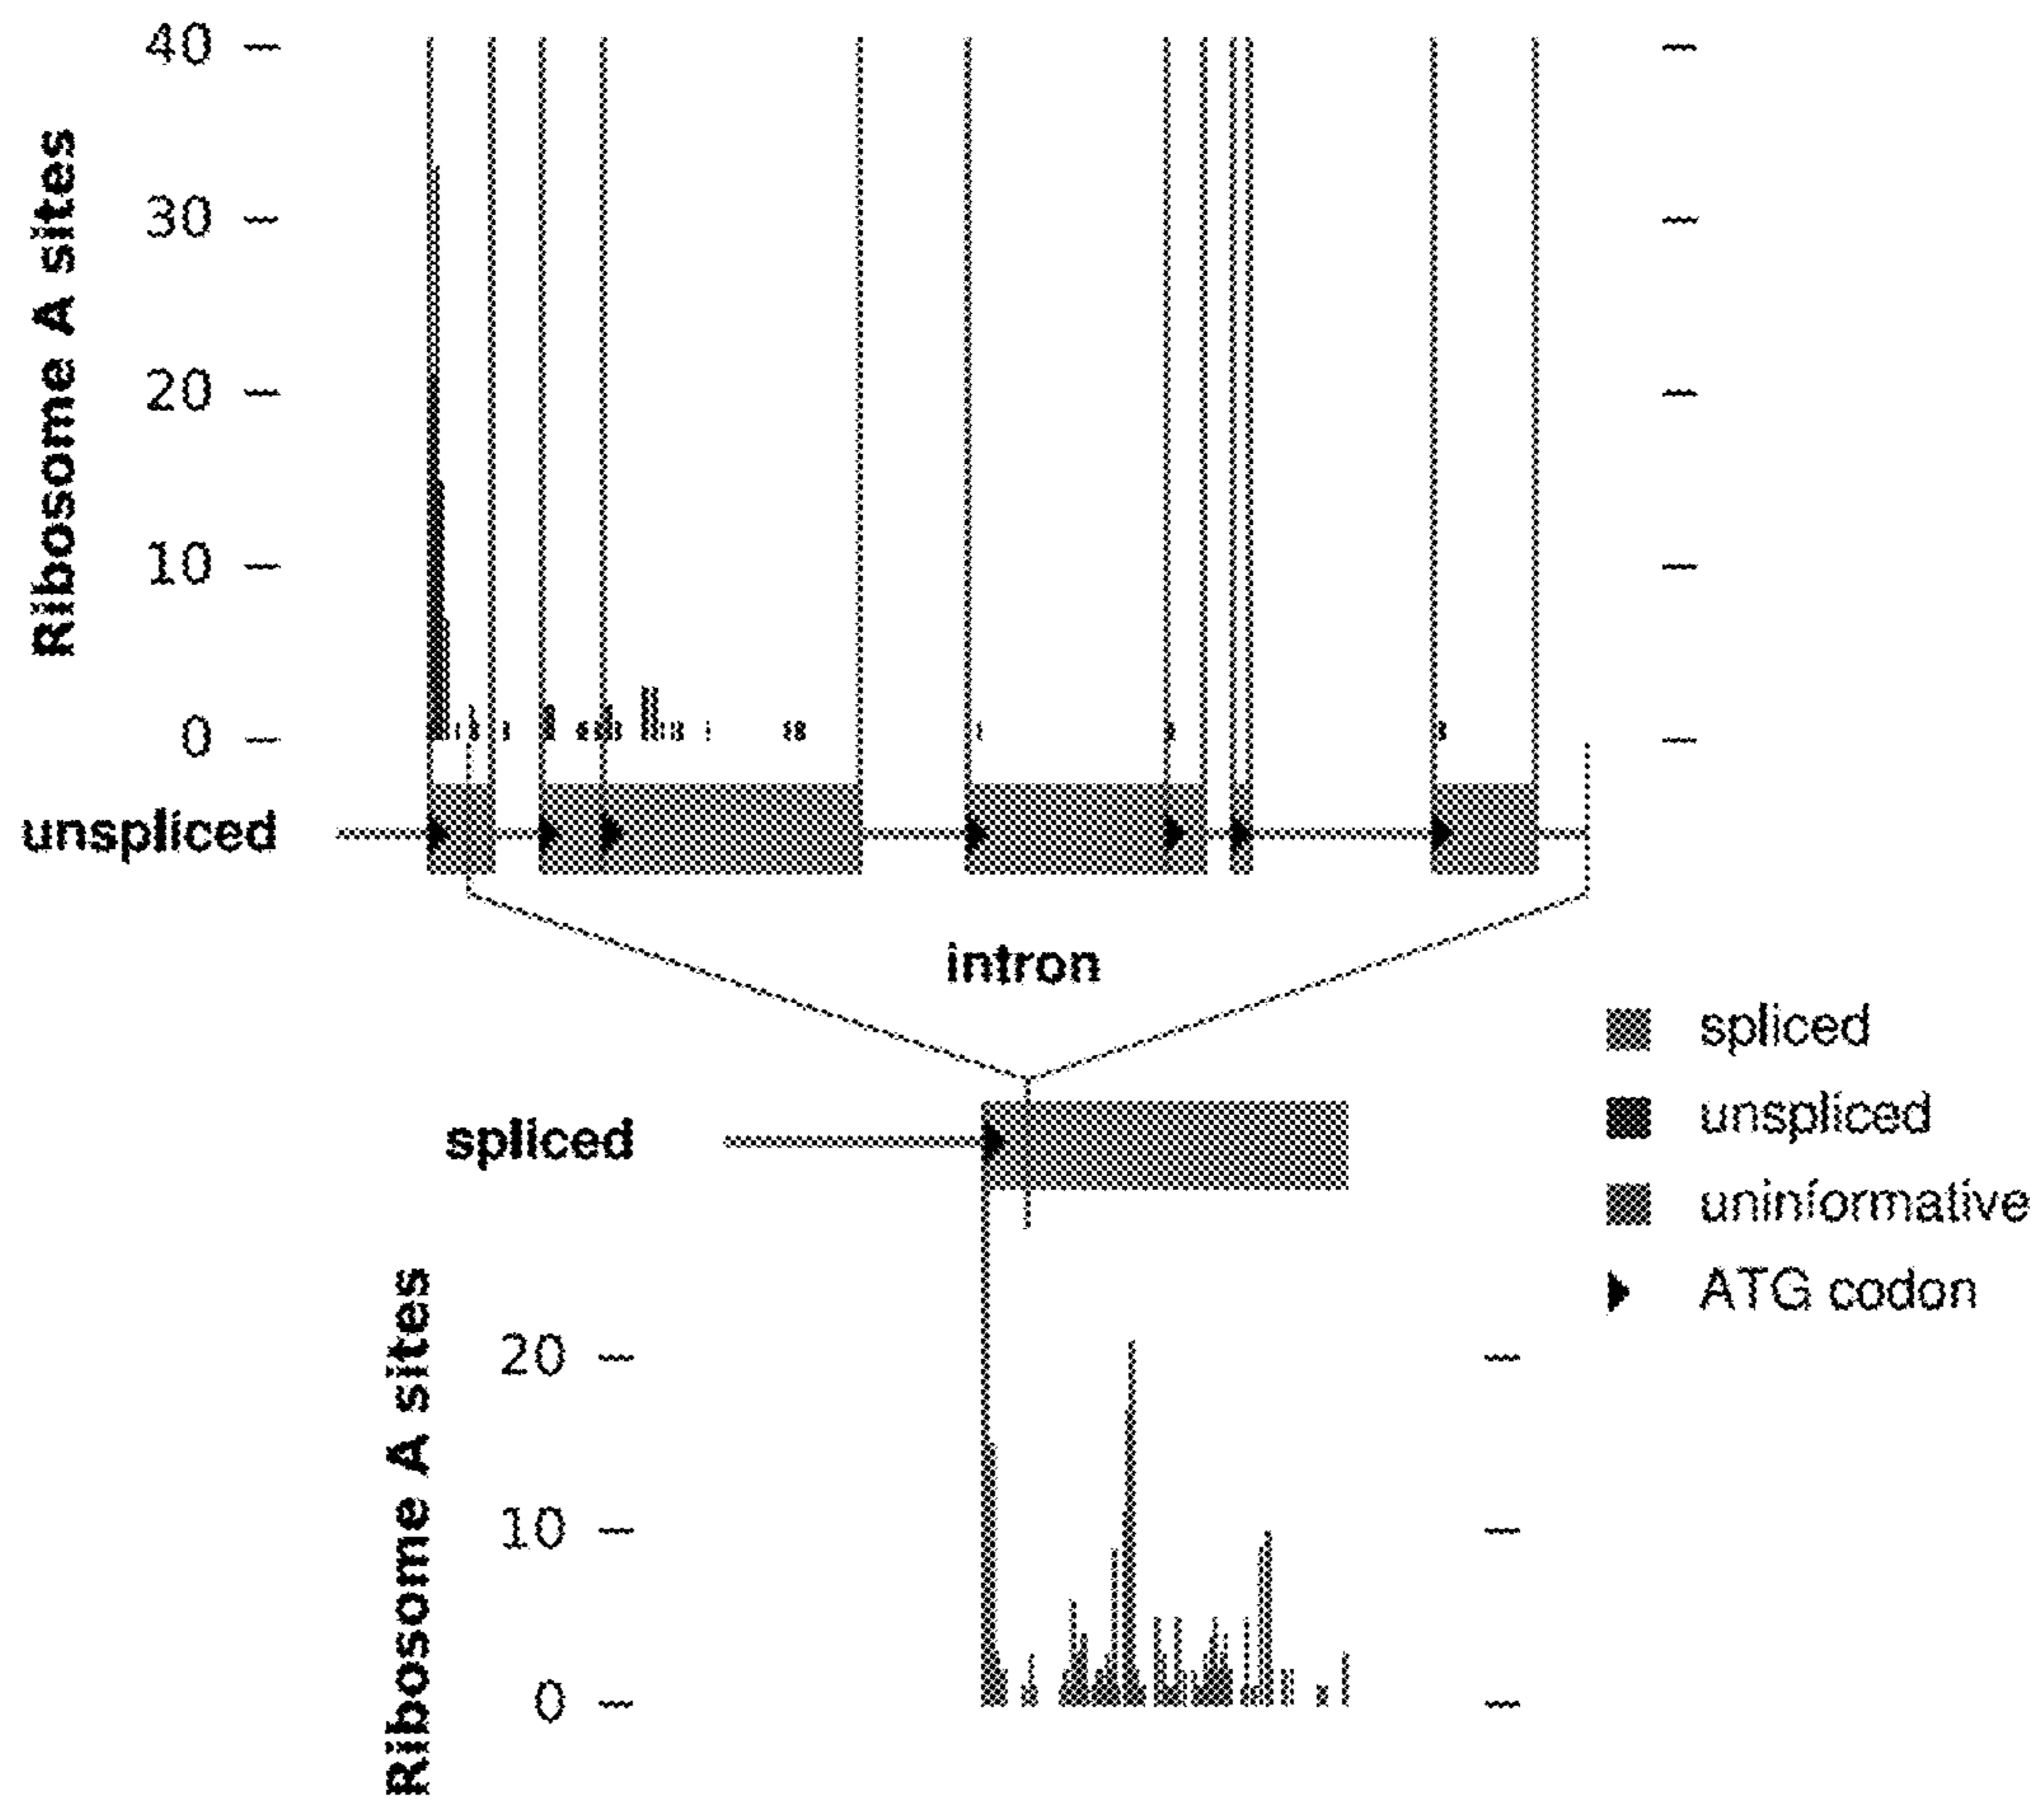 Ribosome A sites
40
30
20
10
0
unspliced
intron
spliced
spliced
unspliced
uninformative
ATG codon
Ribosome A sites
20
10
0